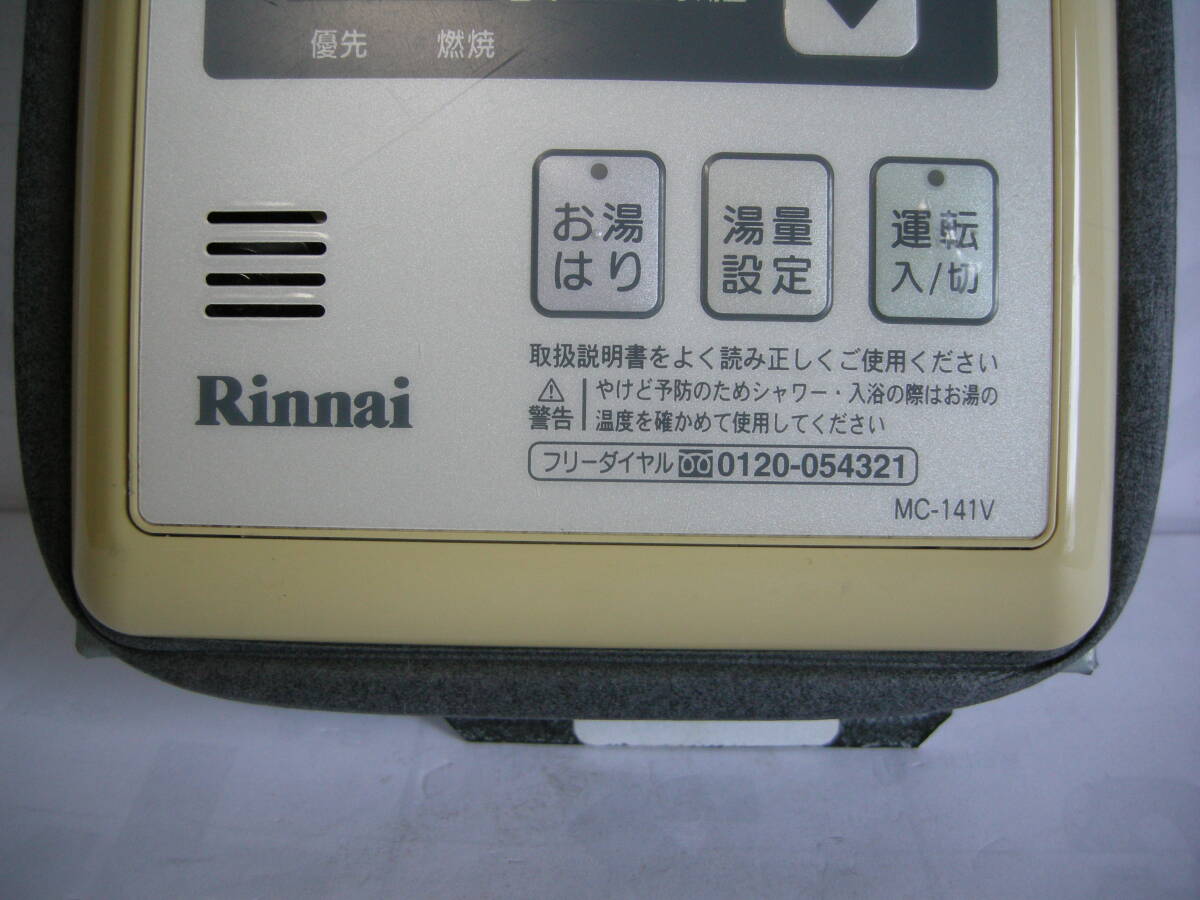 優先 燃焼
お湯
はり
湯量
設定
運転
入/切
Rinnai
取扱説明書をよく読み正しくご使用ください
警告
やけど予防のためシャワー・入浴の際はお湯の
温度を確かめて使用してください
フリーダイヤル 0120-054321
MC-141V